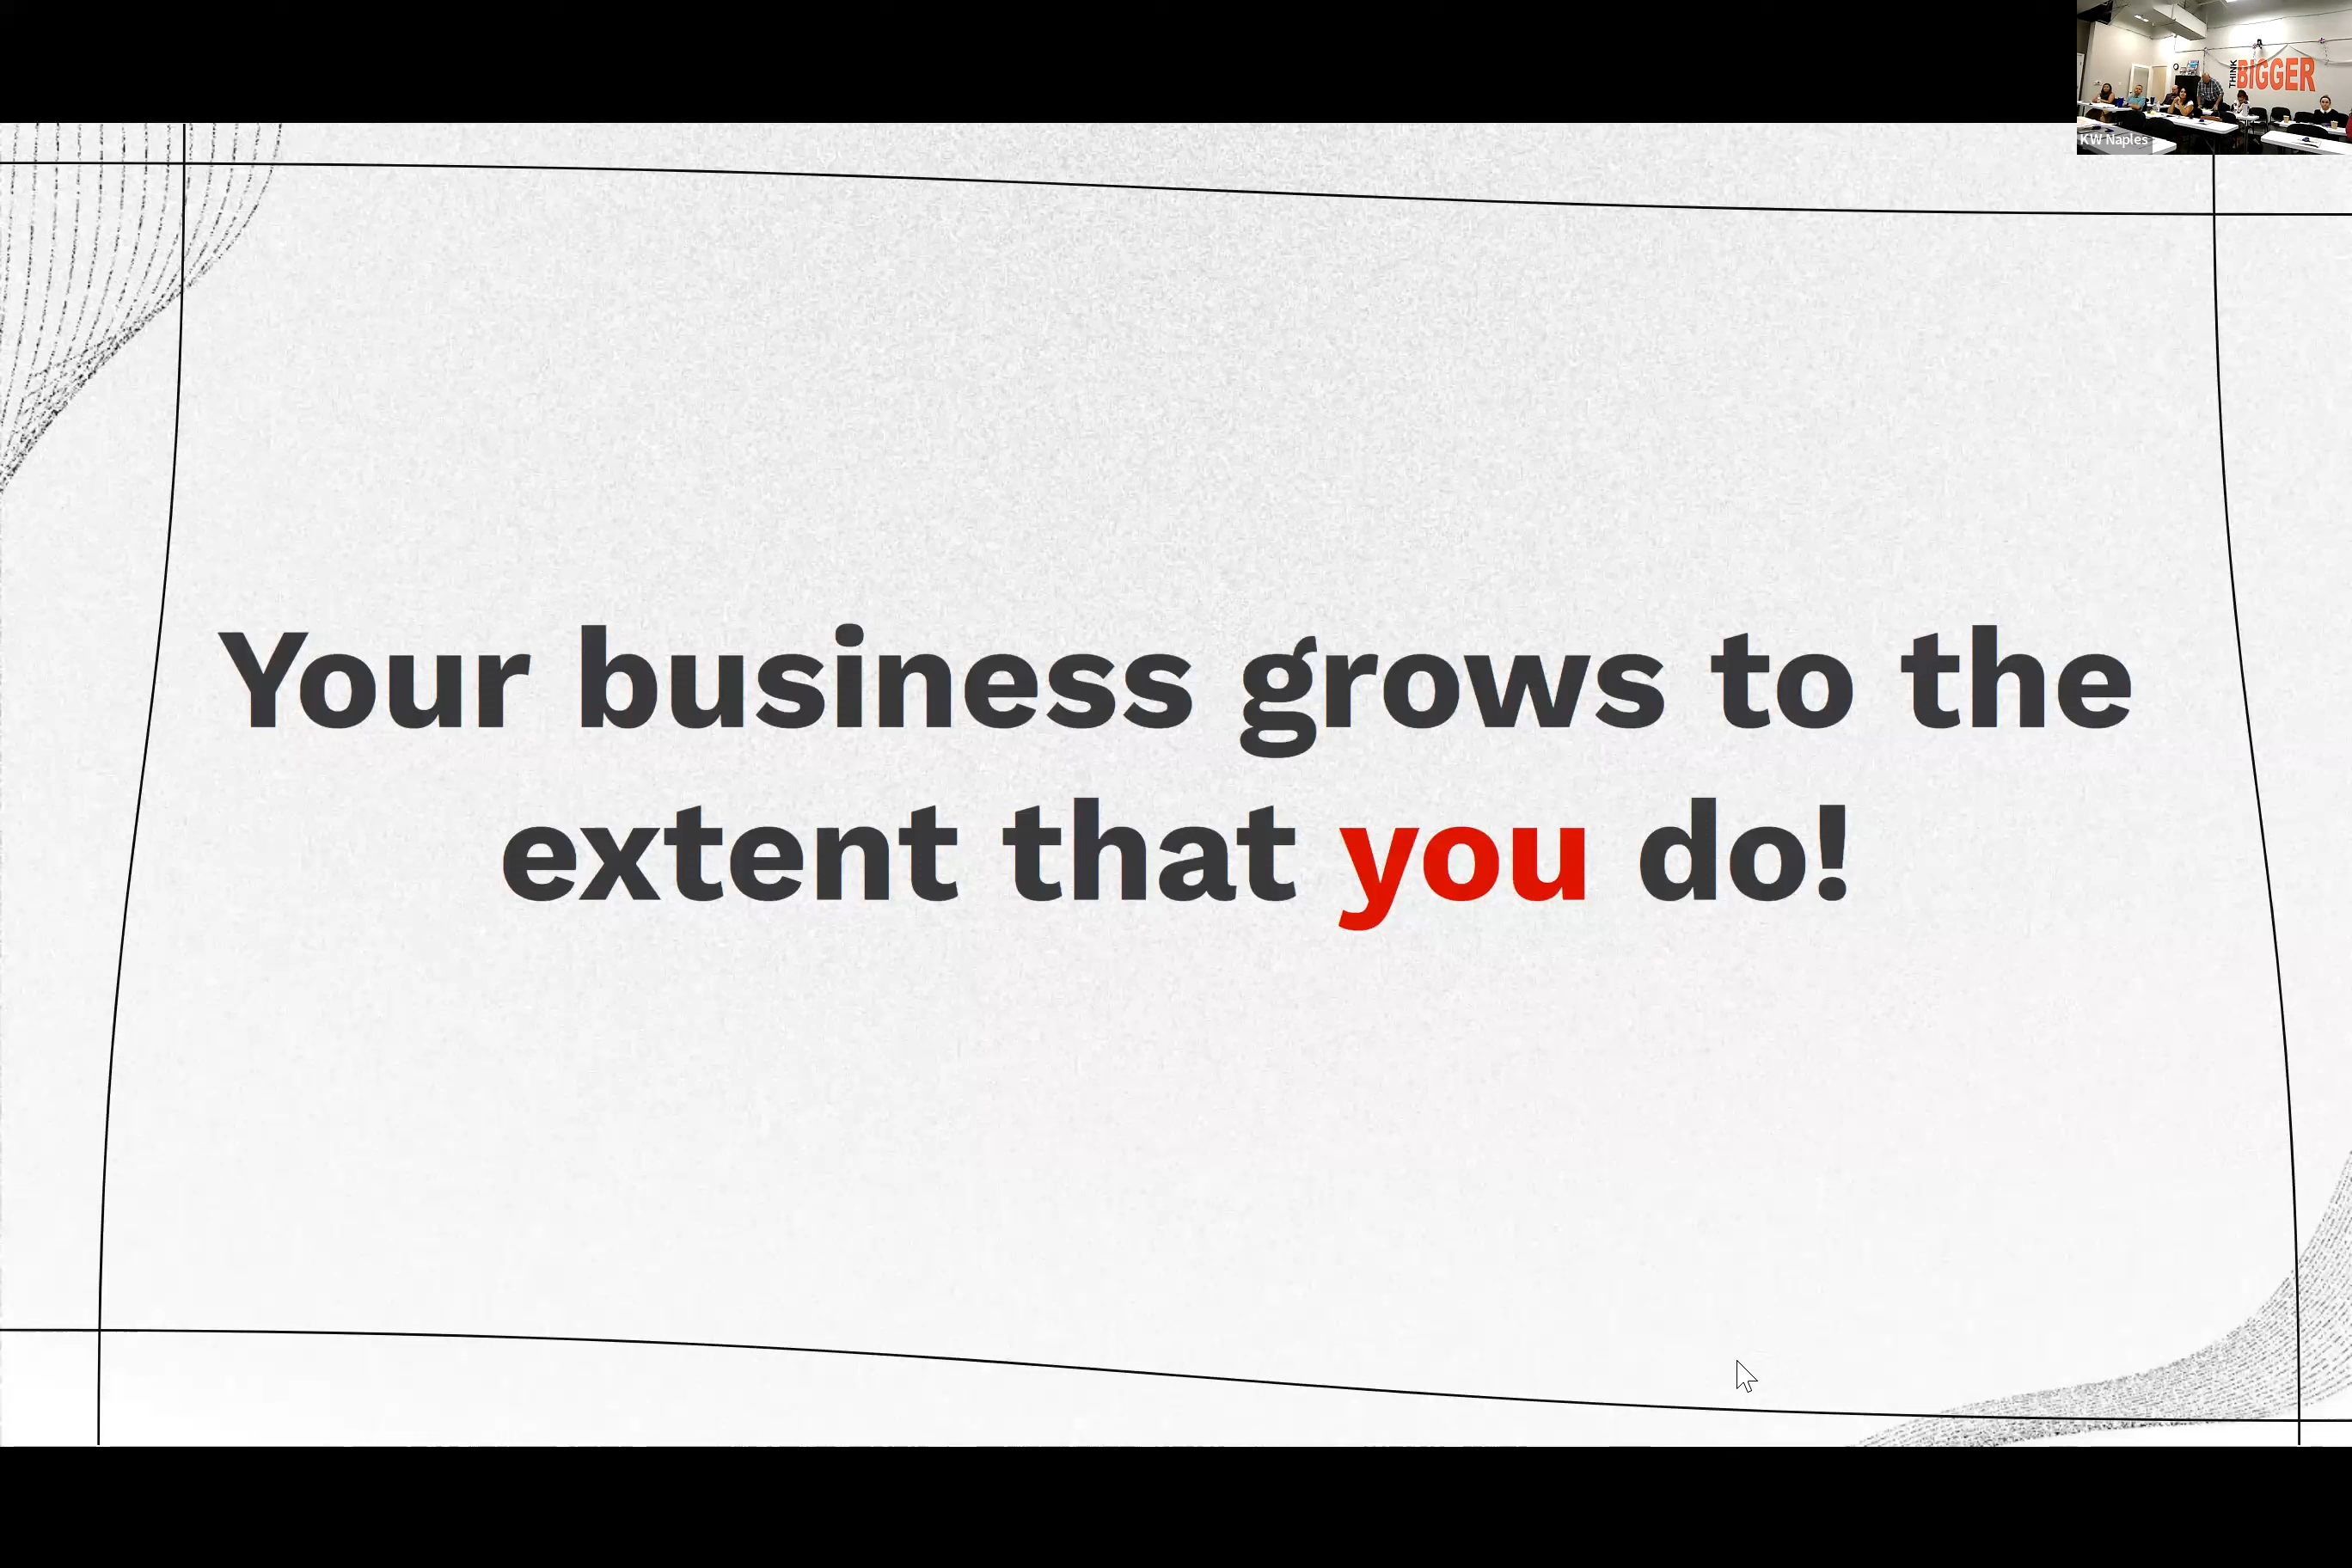 THINK
BIGGER
KW Naples
Your business grows to the
extent that you do!